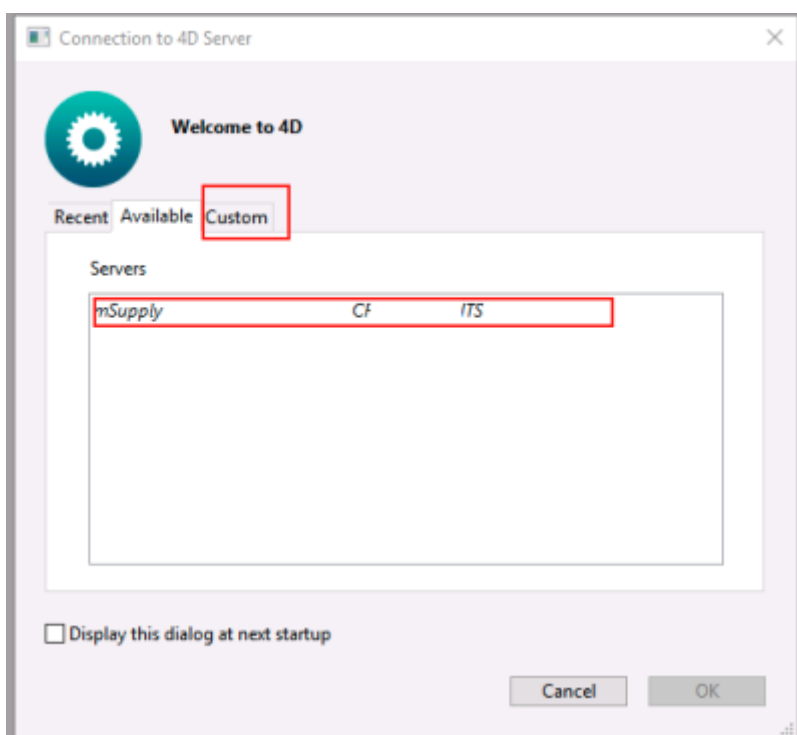 Connection to 4D Server
Welcome to 4D
Recent Available Custom
Servers
mSupply ITS
Display this dialog at next startup
Cancel OK